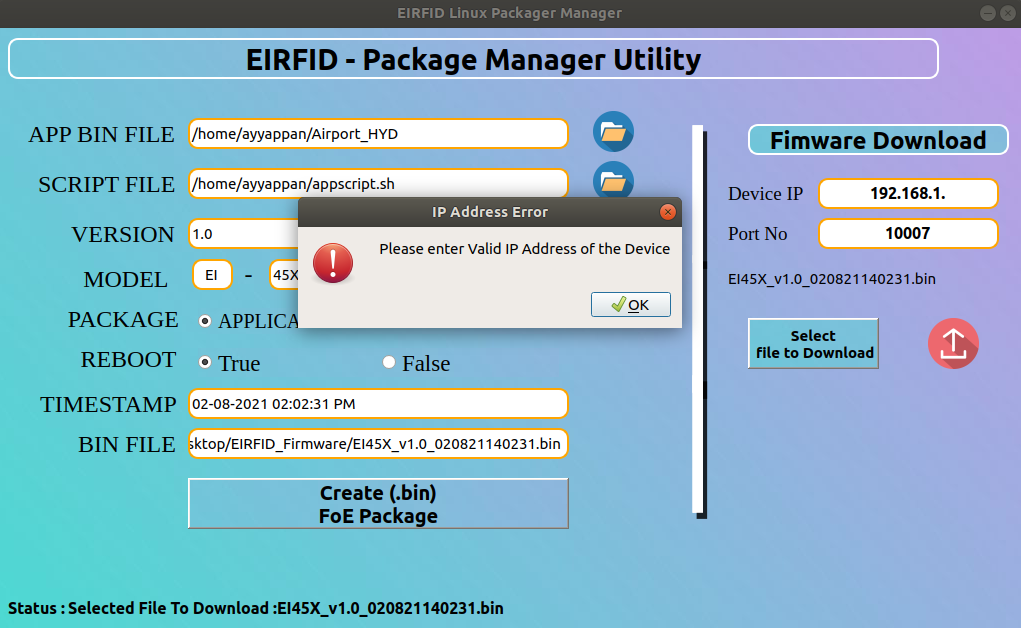 EIRFID Linux Packager Manager
EIRFID - Package Manager Utility
APP BIN FILE
/home/ayyappan/Airport_HYD
SCRIPT FILE
/home/ayyappan/appscript.sh
VERSION
1.0
MODEL
EI
-
45X
PACKAGE
APPLICA
REBOOT
True
False
TIMESTAMP
02-08-2021 02:02:31 PM
BIN FILE
sktop/EIRFID_Firmware/EI45X_v1.0_020821140231.bin
Create (.bin)
FoE Package
IP Address Error
Please enter Valid IP Address of the Device
OK
Fimware Download
Device IP
192.168.1.
Port No
10007
EI45X_v1.0_020821140231.bin
Select
file to Download
Status : Selected File To Download :EI45X_v1.0_020821140231.bin